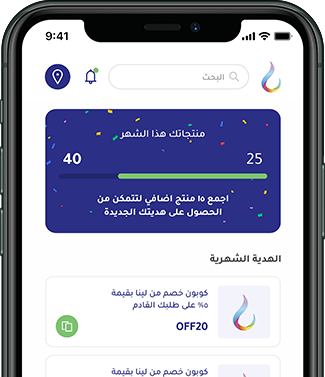 9:41
البحث
منتجاتك هذا الشهر
25
40
اجمع ١٥ منتج اضافي لتتمكن من
الحصول على هديتك الجديدة
الهدية الشهرية
كوبون خصم من لينا بقيمة
٥% على طلبك القادم
OFF20
كوبون خصم من لينا بقيمة